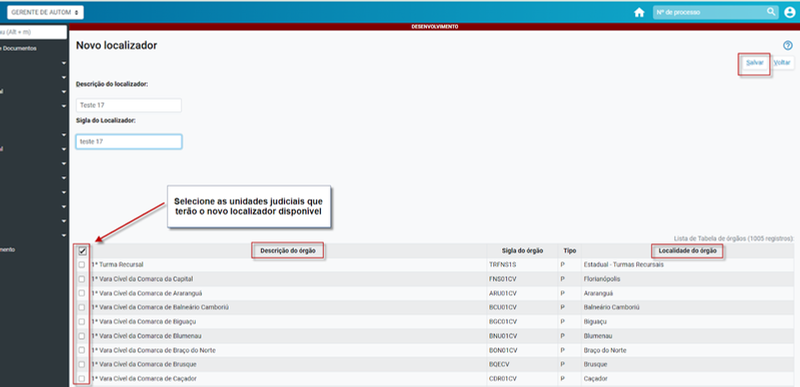 GERENTE DE AUTOM
Nº de processo
DESENVOLVIMENTO
nu (Alt + m)
Novo localizador
e Documentos
Salvar
Voltar
Descrição do localizador:
Teste 17
Sigla do Localizador:
teste 17
Selecione as unidades judiciais que
terão o novo localizador disponivel
mento
Lista de Tabela de órgãos (1005 registros):
Descrição do órgão Sigla do órgão Tipo Localidade do órgão
1ª Turma Recursal TRFNS1S P Estadual - Turmas Recursais
1ª Vara Cível da Comarca da Capital FNS01CV P Florianópolis
1ª Vara Cível da Comarca de Araranguá ARU01CV P Araranguá
1ª Vara Cível da Comarca de Balneário Camboriú BCU01CV P Balneário Camboriú
1ª Vara Cível da Comarca de Biguaçu BGC01CV P Biguaçu
1ª Vara Cível da Comarca de Blumenau BNU01CV P Blumenau
1ª Vara Cível da Comarca de Braço do Norte BON01CV P Braço do Norte
1ª Vara Cível da Comarca de Brusque BQECV P Brusque
1ª Vara Cível da Comarca de Caçador CDR01CV P Caçador